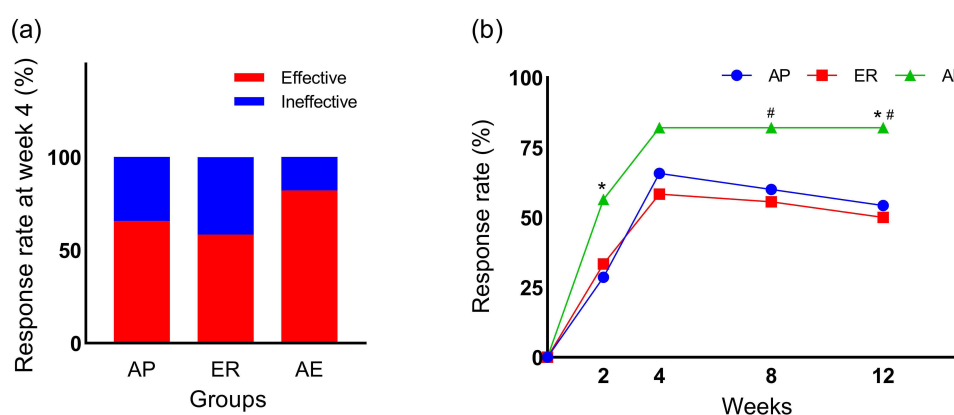 (a)
Response rate at week 4 (%)
100
50
0
Effective
Ineffective
AP ER AE
Groups
(b)
Response rate (%)
100
75
50
25
0
AP ER
#
* #
*
2 4 8 12
Weeks